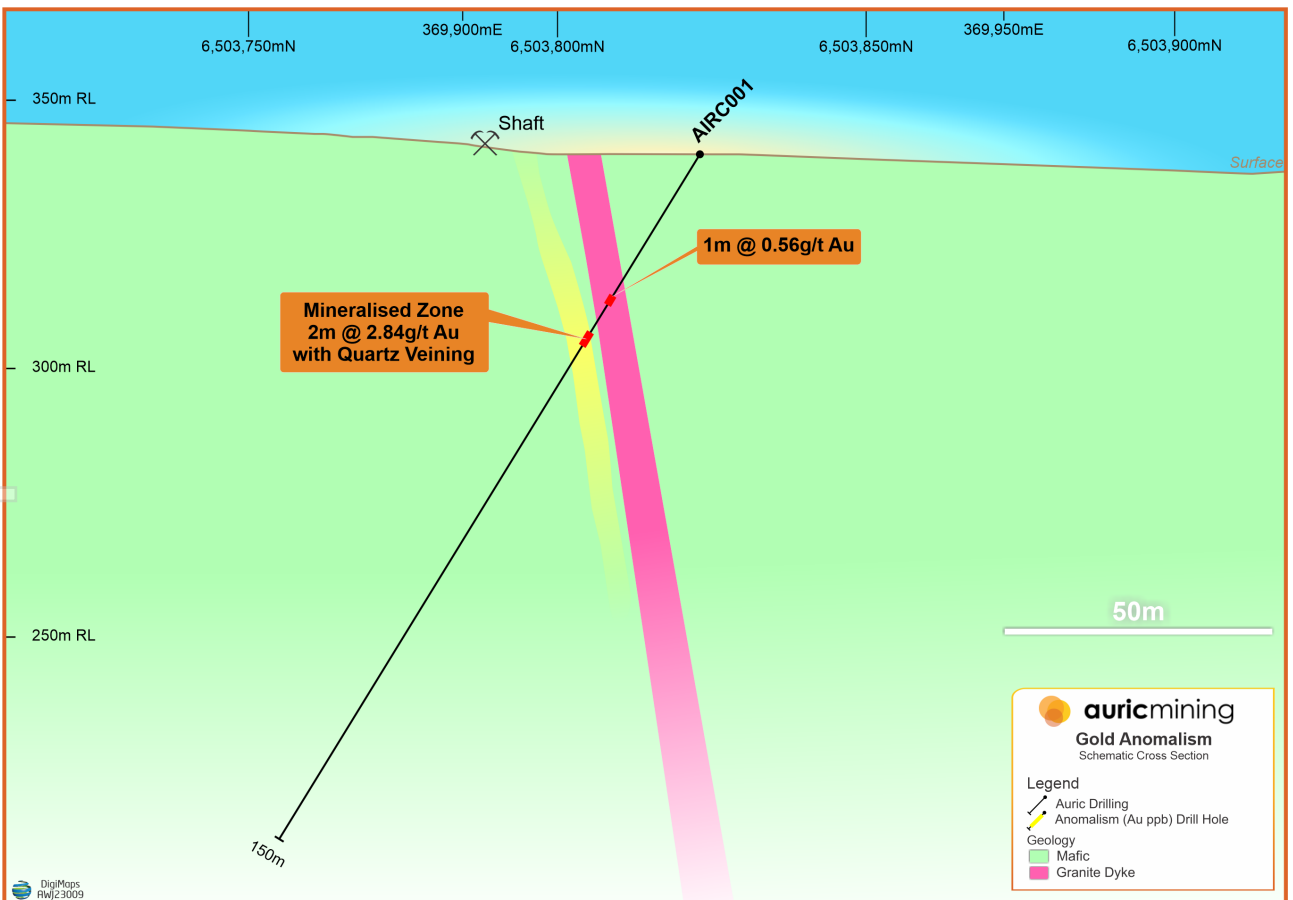 369,900mE
369,950mE
6,503,750mN
6,503,800mN
6,503,850mN
6,503,900mN
350m RL
Shaft
AIRC001
Surface
1m @ 0.56g/t Au
Mineralised Zone
2m @ 2.84g/t Au
with Quartz Veining
300m RL
250m RL
50m
150m
auricmining
Gold Anomalism
Schematic Cross Section
Legend
Auric Drilling
Anomalism (Au ppb) Drill Hole
Geology
Mafic
Granite Dyke
DigiMaps
AWJ23009